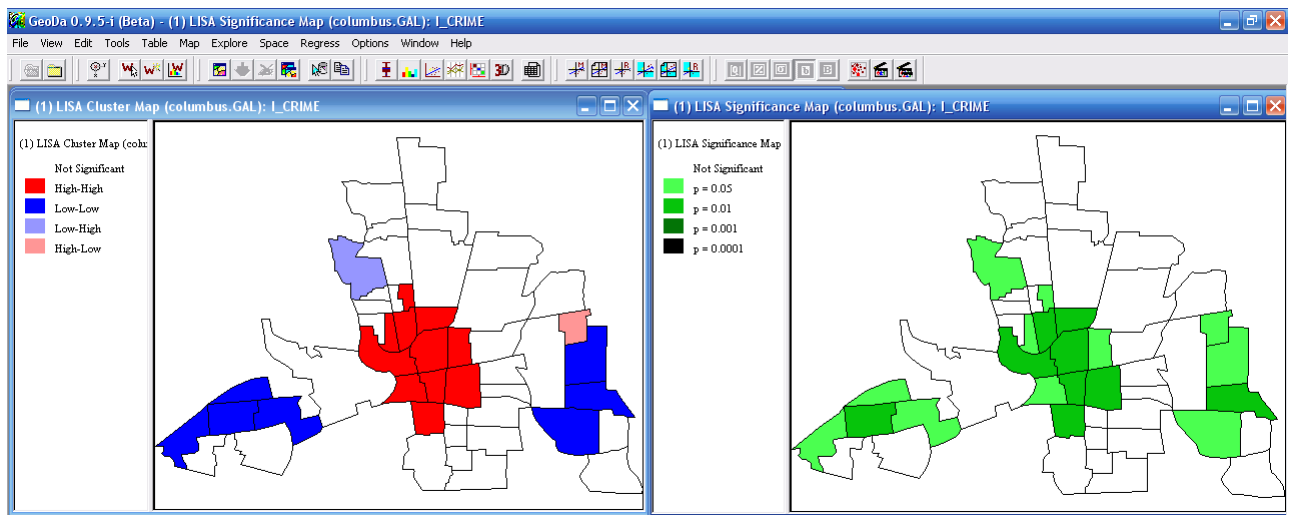 GeoDa 0.9.5-i (Beta) - (1) LISA Significance Map (columbus.GAL): I_CRIME
File View Edit Tools Table Map Explore Space Regress Options Window Help
3D
(1) LISA Cluster Map (columbus.GAL): I_CRIME
(1) LISA Cluster Map (colu
Not Significant
High-High
Low-Low
Low-High
High-Low
(1) LISA Significance Map (columbus.GAL): I_CRIME
(1) LISA Significance Map
Not Significant
p = 0.05
p = 0.01
p = 0.001
p = 0.0001